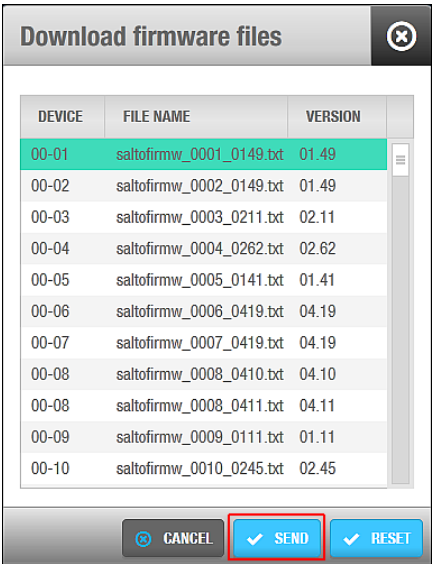 Download firmware files
DEVICE FILE NAME VERSION
00-01 saltofirmw_0001_0149.txt 01.49
00-02 saltofirmw_0002_0149.txt 01.49
00-03 saltofirmw_0003_0211.txt 02.11
00-04 saltofirmw_0004_0262.txt 02.62
00-05 saltofirmw_0005_0141.txt 01.41
00-06 saltofirmw_0006_0419.txt 04.19
00-07 saltofirmw_0007_0419.txt 04.19
00-08 saltofirmw_0008_0410.txt 04.10
00-08 saltofirmw_0008_0411.txt 04.11
00-09 saltofirmw_0009_0111.txt 01.11
00-10 saltofirmw_0010_0245.txt 02.45
CANCEL SEND RESET